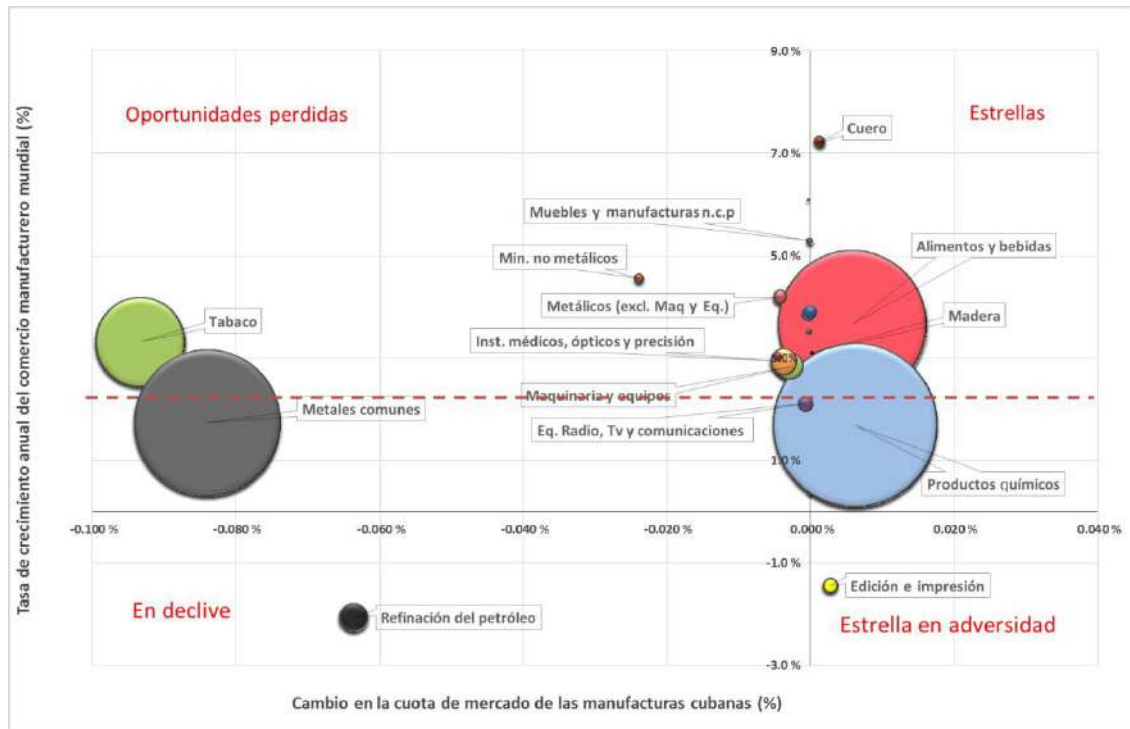 Tasa de crecimiento anual del comercio manufacturero mundial (%)
9.0 %
Oportunidades perdidas
Estrellas
Cuero
7.0 %
Muebles y manufacturas n.c.p
Alimentos y bebidas
Min. no metálicos
5.0 %
Metálicos (excl. Maq y Eq.)
Madera
Tabaco
Inst. médicos, ópticos y precisión
Maquinaria y equipos
Metales comunes
Eq. Radio, Tv y comunicaciones
1.0 %
Productos químicos
-0.100 %
-0.080 %
-0.060 %
-0.040 %
-0.020 %
0.000 %
0.020 %
0.040 %
-1.0 %
Edición e impresión
En declive
Refinación del petróleo
Estrella en adversidad
-3.0 %
Cambio en la cuota de mercado de las manufacturas cubanas (%)